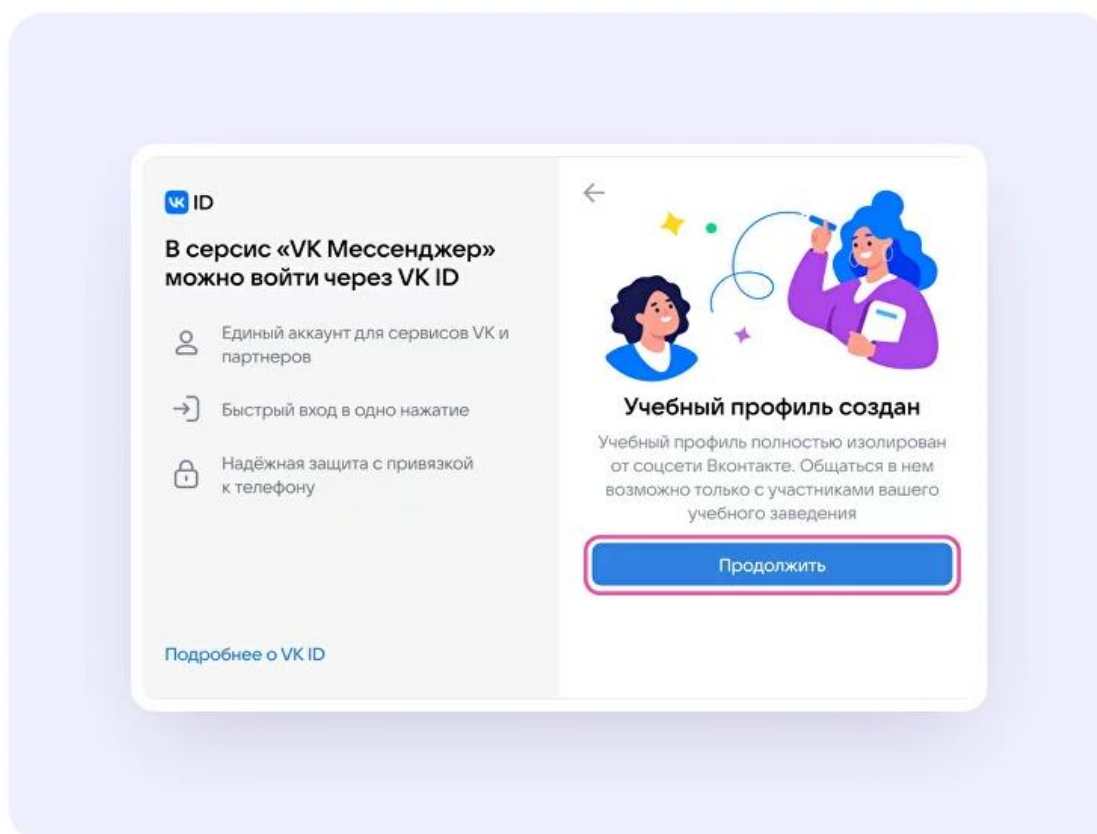 VK ID
В серсис «VK Мессенджер»
можно войти через VK ID
Единый аккаунт для сервисов VK и
партнеров
Быстрый вход в одно нажатие
Надёжная защита с привязкой
к телефону
Подробнее о VK ID
Учебный профиль создан
Учебный профиль полностью изолирован
от соцсети Вконтакте. Общаться в нем
возможно только с участниками вашего
учебного заведения
Продолжить